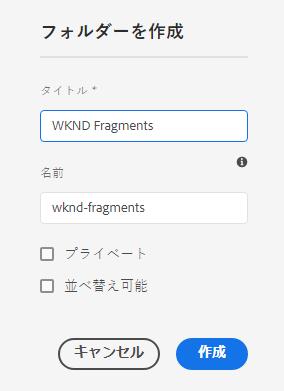 フォルダーを作成
タイトル *
WKND Fragments
名前
wknd-fragments
プライベート
並べ替え可能
キャンセル
作成